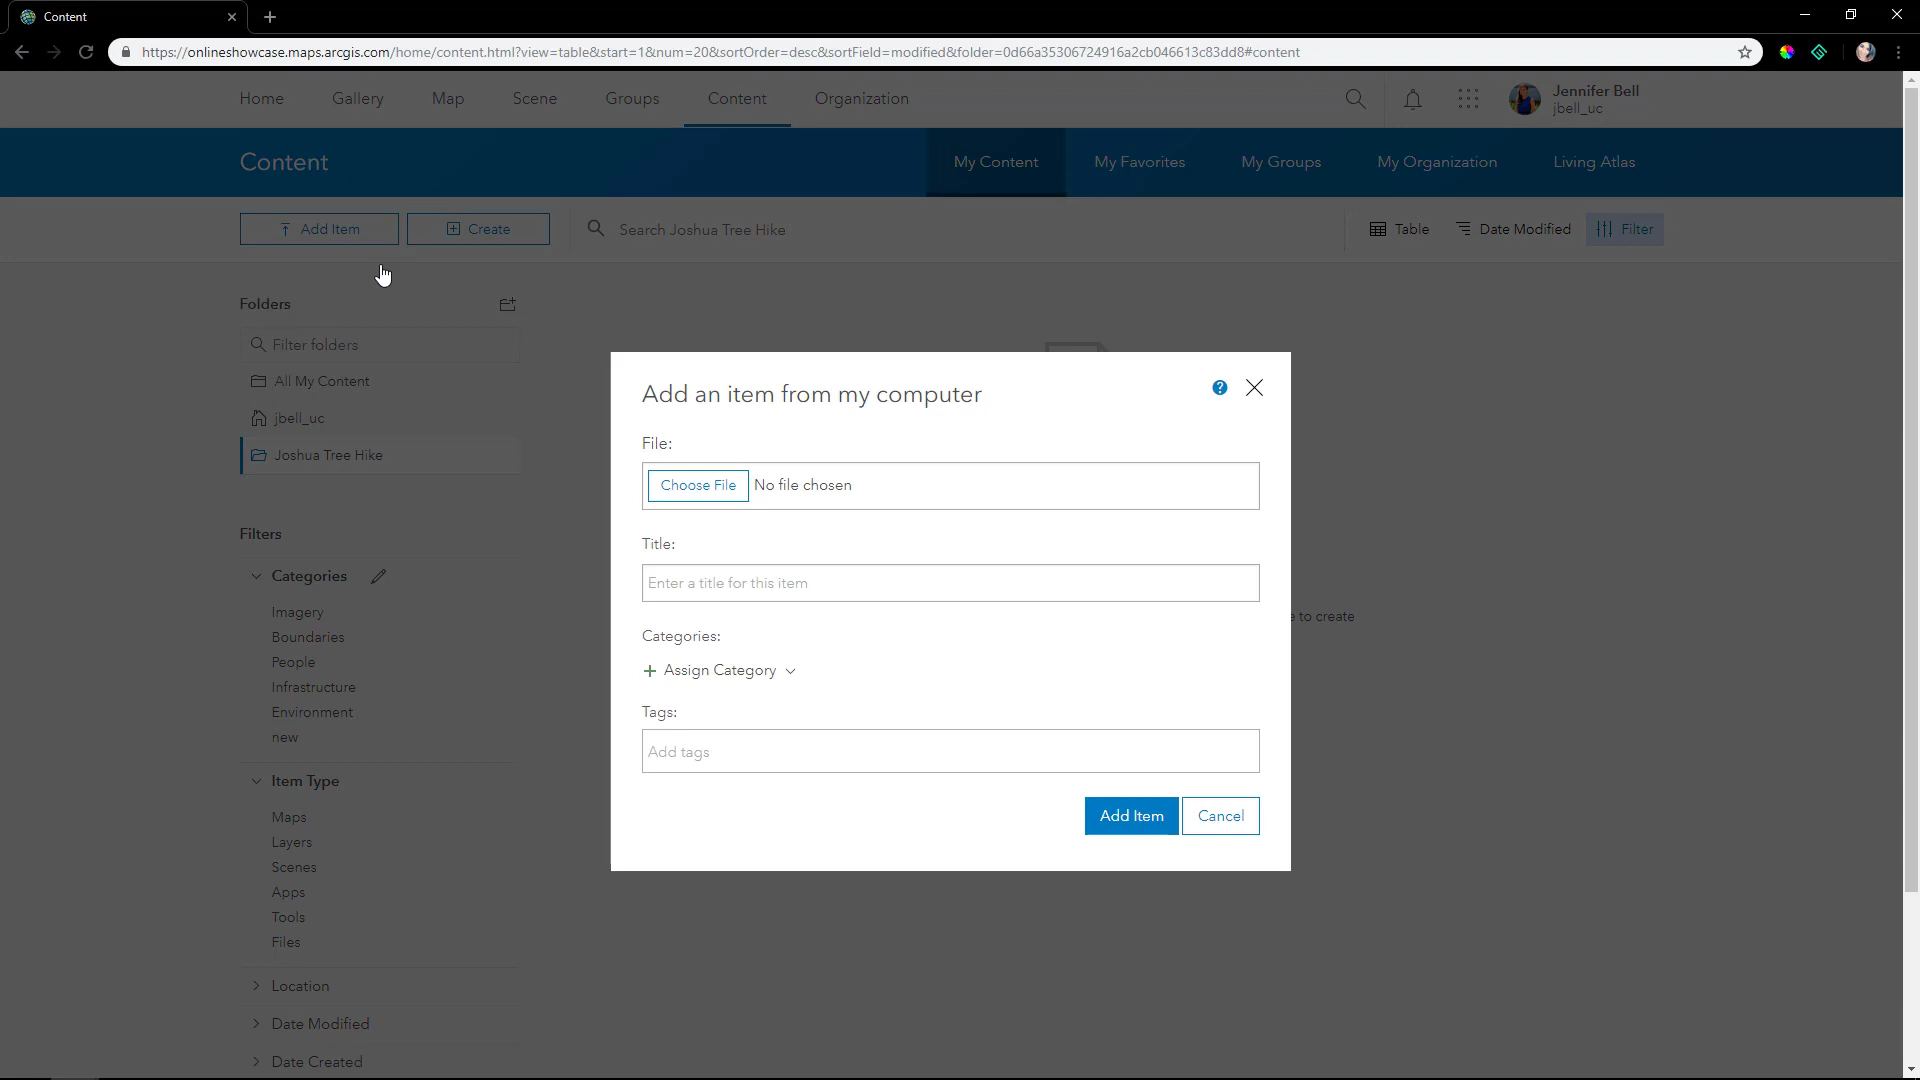 Content
https://onlineshowcase.maps.arcgis.com/home/content.html?view=table&start=1&num=20&sortOrder=desc&sortField=modified&folder=0d66a35306724916a2cb046613c83dd8#content
Home Gallery Map Scene Groups Content Organization
Jennifer Bell
jbell_uc
Content
My Content My Favorites My Groups My Organization Living Atlas
Add Item Create Search Joshua Tree Hike Table Date Modified Filter
Folders
Filter folders
All My Content
jbell_uc
Joshua Tree Hike
Filters
Categories
Imagery
Boundaries
People
Infrastructure
Environment
new
Item Type
Maps
Layers
Scenes
Apps
Tools
Files
Location
Date Modified
Date Created
Add an item from my computer
?
File:
Choose File No file chosen
Title:
Enter a title for this item
Categories:
+ Assign Category
Tags:
Add tags
Add Item Cancel
to create